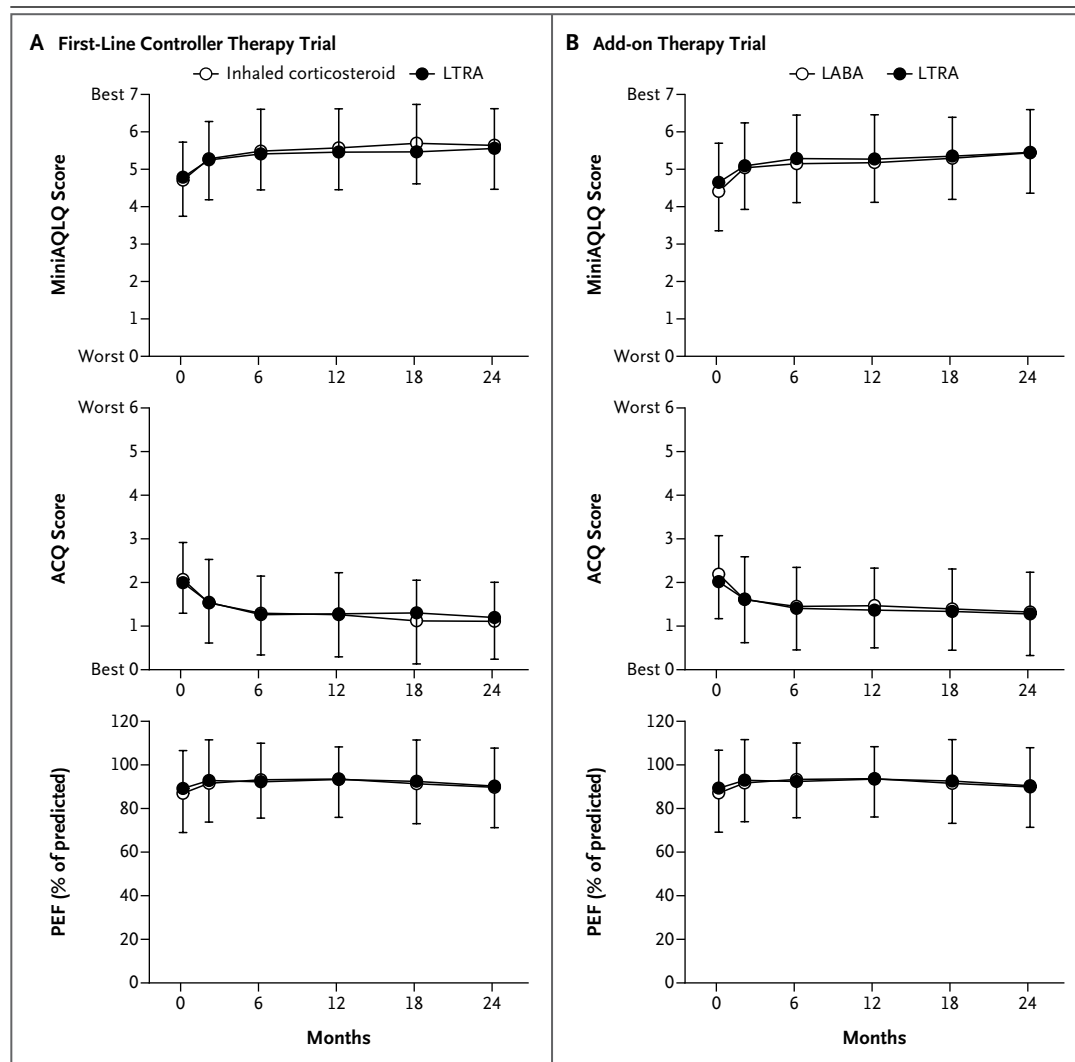 A First-Line Controller Therapy Trial
Inhaled corticosteroid LTRA
Best 7
6
5
4
3
2
1
Worst 0
MiniAQLQ Score
0 6 12 18 24
Worst 6
5
4
3
2
1
Best 0
ACQ Score
0 6 12 18 24
120
100
80
60
40
20
0
PEF (% of predicted)
0 6 12 18 24
Months
B Add-on Therapy Trial
LABA LTRA
Best 7
6
5
4
3
2
1
Worst 0
MiniAQLQ Score
0 6 12 18 24
Worst 6
5
4
3
2
1
Best 0
ACQ Score
0 6 12 18 24
120
100
80
60
40
20
0
PEF (% of predicted)
0 6 12 18 24
Months